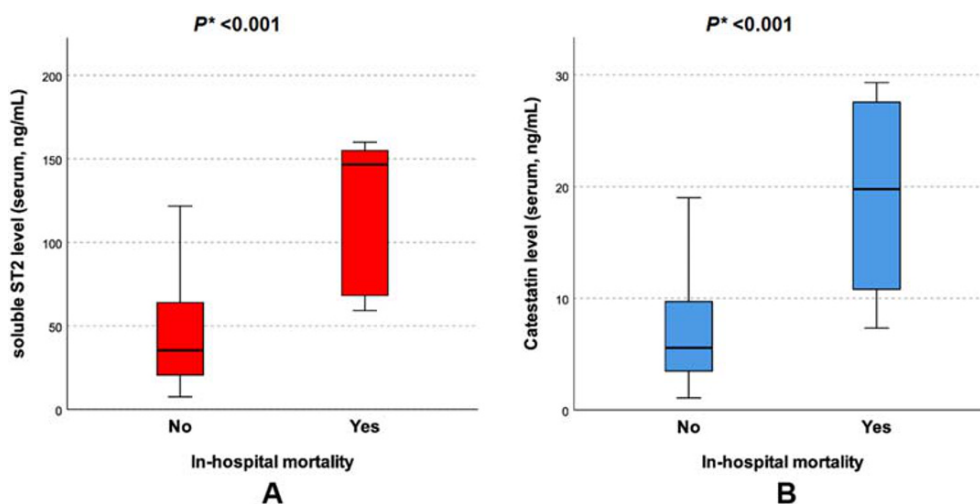 P* <0.001
200
150
100
50
0
soluble ST2 level (serum, ng/mL)
No
Yes
In-hospital mortality
A
P* <0.001
30
20
10
0
Catestatin level (serum, ng/mL)
No
Yes
In-hospital mortality
B